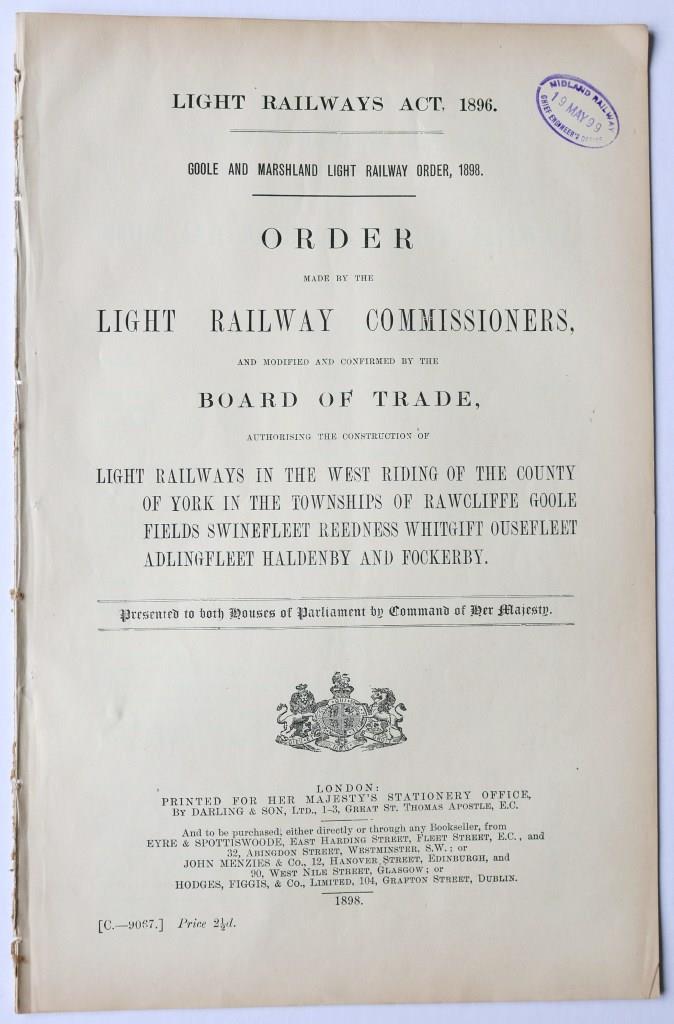 LIGHT RAILWAYS ACT, 1896.
MIDLAND RAILWAY
19 MAY 99
CHIEF ENGINEER'S OFFICE
GOOLE AND MARSHLAND LIGHT RAILWAY ORDER, 1898.
ORDER
MADE BY THE
LIGHT RAILWAY COMMISSIONERS,
AND MODIFIED AND CONFIRMED BY THE
BOARD OF TRADE,
AUTHORISING THE CONSTRUCTION OF
LIGHT RAILWAYS IN THE WEST RIDING OF THE COUNTY
OF YORK IN THE TOWNSHIPS OF RAWCLIFFE GOOLE
FIELDS SWINEFLEET REEDNESS WHITGIFT OUSEFLEET
ADLINGFLEET HALDENBY AND FOCKERBY.
Presented to both Houses of Parliament by Command of Her Majesty.
LONDON:
PRINTED FOR HER MAJESTY'S STATIONERY OFFICE,
BY DARLING & SON, LTD., 1-3, GREAT ST. THOMAS APOSTLE, E.C.
And to be purchased, either directly or through any Bookseller, from
EYRE & SPOTTISWOODE, EAST HARDING STREET, FLEET STREET, E.C., and
32, ABINGDON STREET, WESTMINSTER, S.W.; or
JOHN MENZIES & Co., 12, HANOVER STREET, EDINBURGH, and
90, WEST NILE STREET, GLASGOW; or
HODGES, FIGGIS, & Co., LIMITED, 104, GRAFTON STREET, DUBLIN.
1898.
[C.—9067.] Price 2½d.